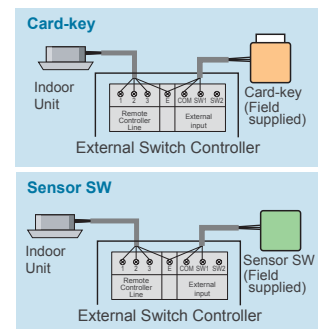 Card-key
Indoor
Unit
Card-key
(Field
supplied)
1 2 3 E COM SW1 SW2
Remote
Controller
Line
External
input
External Switch Controller
Sensor SW
Indoor
Unit
Sensor SW
(Field
supplied)
1 2 3 E COM SW1 SW2
Remote
Controller
Line
External
input
External Switch Controller